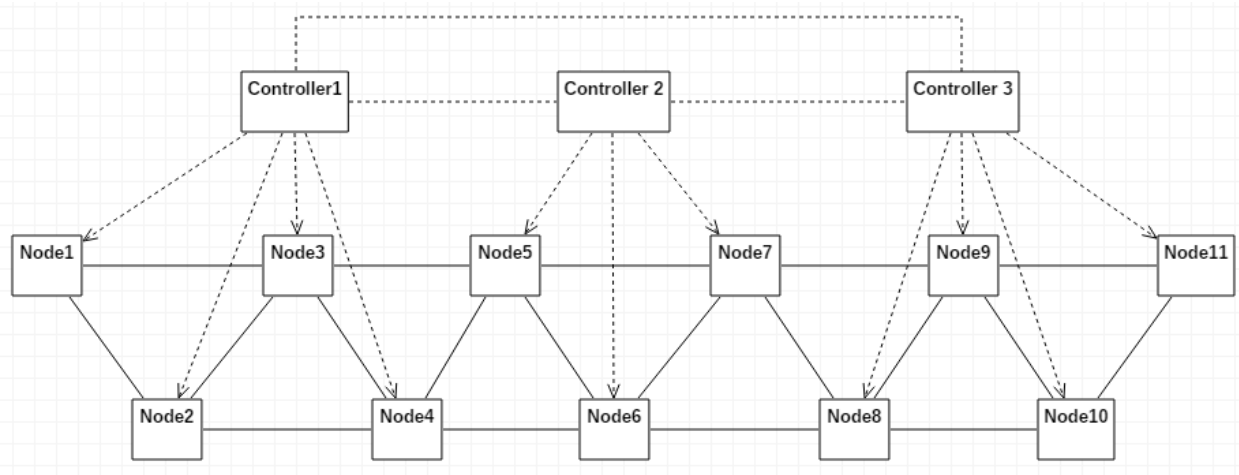 Controller1
Controller 2
Controller 3
Node1
Node3
Node5
Node7
Node9
Node11
Node2
Node4
Node6
Node8
Node10